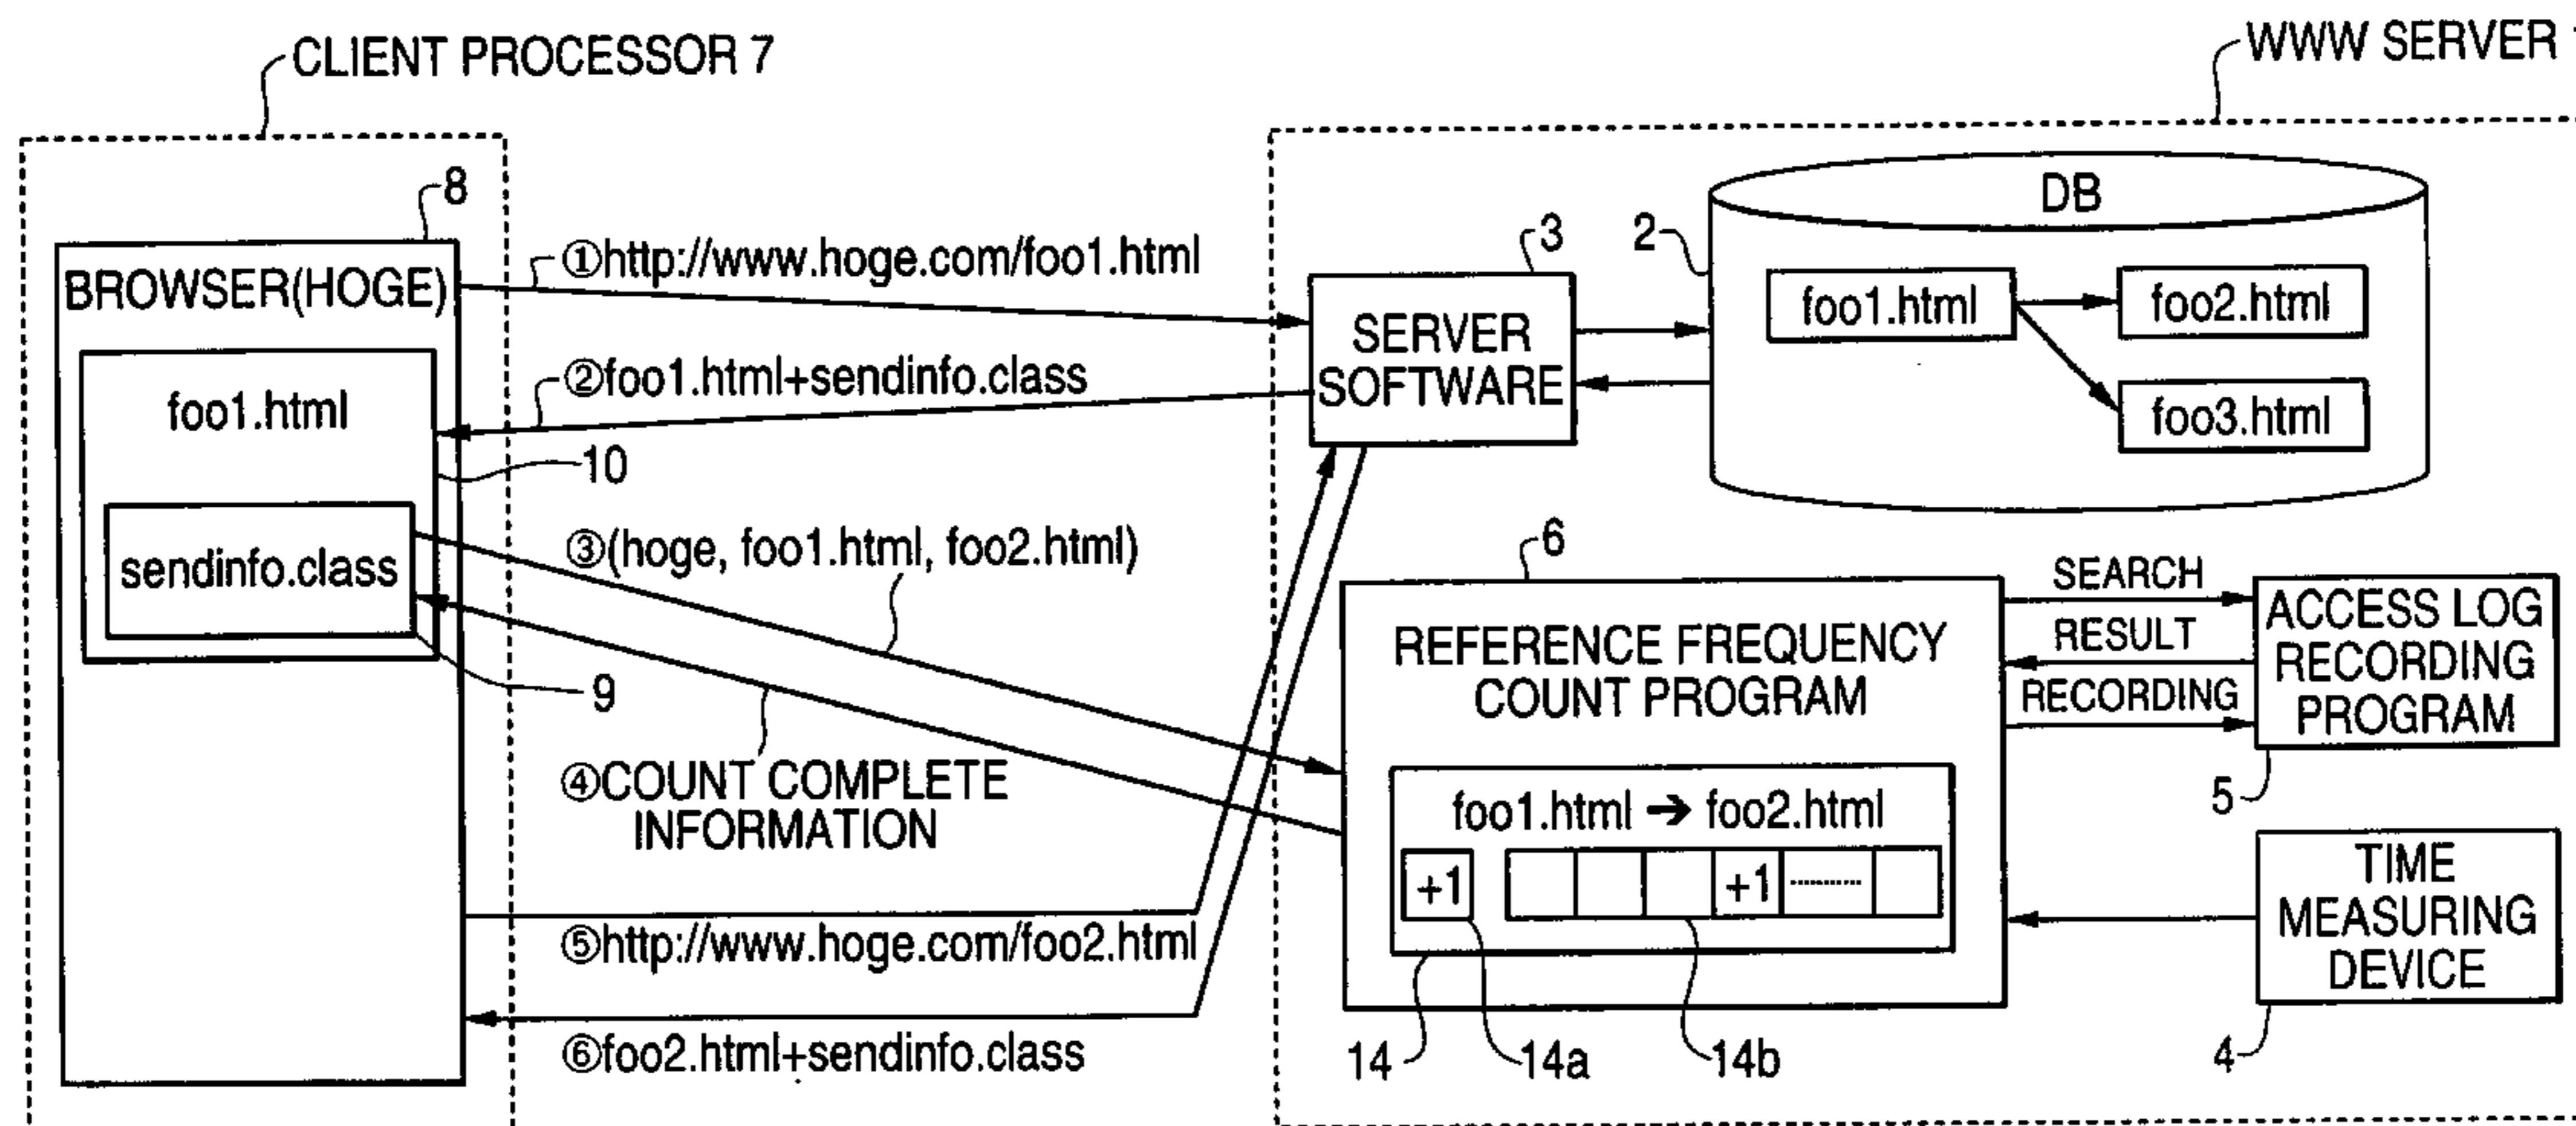 CLIENT PROCESSOR 7
WWW SERVER
8
BROWSER(HOGE)
foo1.html
10
sendinfo.class
9
①http://www.hoge.com/foo1.html
②foo1.html+sendinfo.class
③(hoge, foo1.html, foo2.html)
④COUNT COMPLETE
INFORMATION
⑤http://www.hoge.com/foo2.html
⑥foo2.html+sendinfo.class
3
SERVER
SOFTWARE
2
DB
foo1.html
foo2.html
foo3.html
6
REFERENCE FREQUENCY
COUNT PROGRAM
foo1.html ➔ foo2.html
+1
+1
14
14a
14b
SEARCH
RESULT
RECORDING
ACCESS LOG
RECORDING
PROGRAM
5
TIME
MEASURING
DEVICE
4